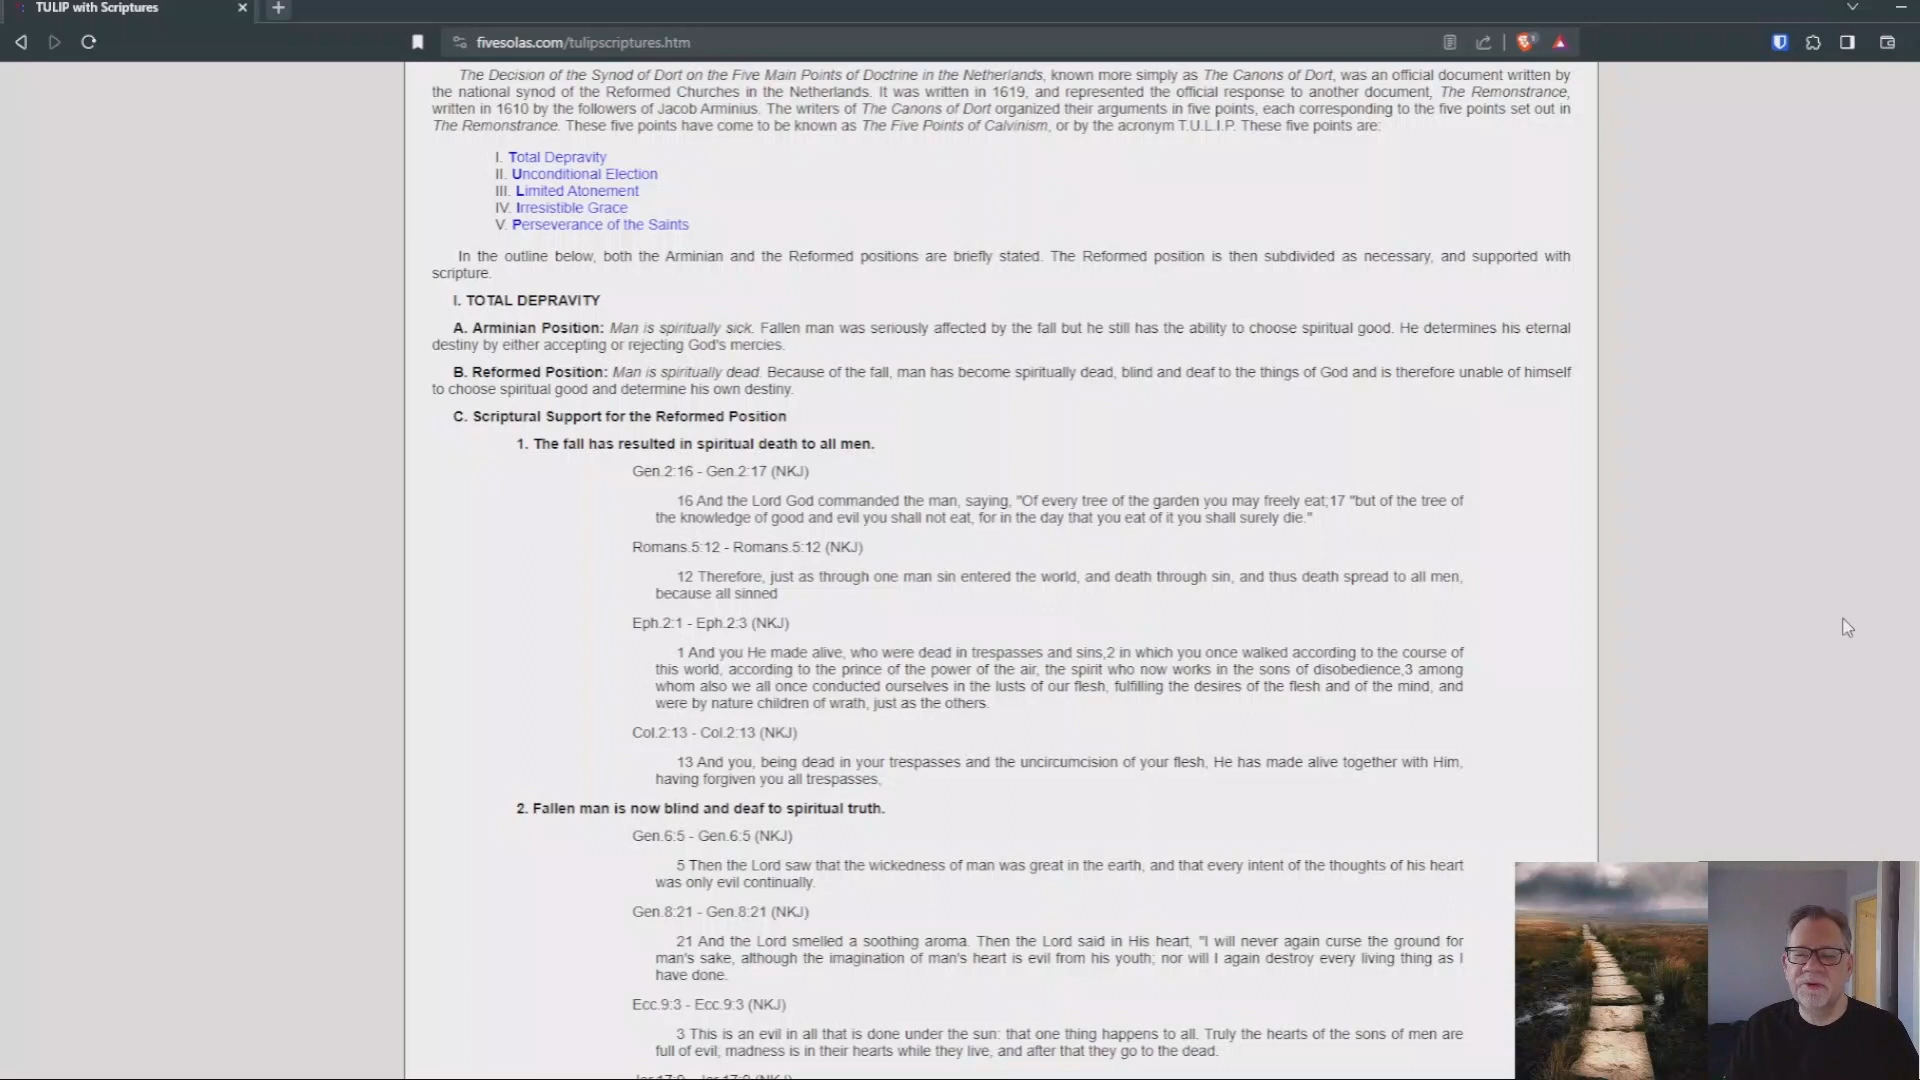 TULIP with Scriptures
fivesolas.com/tulipscriptures.htm
The Decision of the Synod of Dort on the Five Main Points of Doctrine in the Netherlands, known more simply as The Canons of Dort, was an official document written by
the national synod of the Reformed Churches in the Netherlands. It was written in 1619, and represented the official response to another document, The Remonstrance,
written in 1610 by the followers of Jacob Arminius. The writers of The Canons of Dort organized their arguments in five points, each corresponding to the five points set out in
The Remonstrance. These five points have come to be known as The Five Points of Calvinism, or by the acronym T.U.L.I.P. These five points are:
I. Total Depravity
II. Unconditional Election
III. Limited Atonement
IV. Irresistible Grace
V. Perseverance of the Saints
In the outline below, both the Arminian and the Reformed positions are briefly stated. The Reformed position is then subdivided as necessary, and supported with
scripture.
I. TOTAL DEPRAVITY
A. Arminian Position: Man is spiritually sick. Fallen man was seriously affected by the fall but he still has the ability to choose spiritual good. He determines his eternal
destiny by either accepting or rejecting God's mercies.
B. Reformed Position: Man is spiritually dead. Because of the fall, man has become spiritually dead, blind and deaf to the things of God and is therefore unable of himself
to choose spiritual good and determine his own destiny.
C. Scriptural Support for the Reformed Position
1. The fall has resulted in spiritual death to all men.
Gen.2:16 - Gen.2:17 (NKJ)
16 And the Lord God commanded the man, saying, "Of every tree of the garden you may freely eat;17 "but of the tree of
the knowledge of good and evil you shall not eat, for in the day that you eat of it you shall surely die."
Romans.5:12 - Romans.5:12 (NKJ)
12 Therefore, just as through one man sin entered the world, and death through sin, and thus death spread to all men,
because all sinned
Eph.2:1 - Eph.2:3 (NKJ)
1 And you He made alive, who were dead in trespasses and sins,2 in which you once walked according to the course of
this world, according to the prince of the power of the air, the spirit who now works in the sons of disobedience,3 among
whom also we all once conducted ourselves in the lusts of our flesh, fulfilling the desires of the flesh and of the mind, and
were by nature children of wrath, just as the others.
Col.2:13 - Col.2:13 (NKJ)
13 And you, being dead in your trespasses and the uncircumcision of your flesh, He has made alive together with Him,
having forgiven you all trespasses,
2. Fallen man is now blind and deaf to spiritual truth.
Gen.6:5 - Gen.6:5 (NKJ)
5 Then the Lord saw that the wickedness of man was great in the earth, and that every intent of the thoughts of his heart
was only evil continually.
Gen.8:21 - Gen.8:21 (NKJ)
21 And the Lord smelled a soothing aroma. Then the Lord said in His heart, "I will never again curse the ground for
man's sake, although the imagination of man's heart is evil from his youth; nor will I again destroy every living thing as I
have done.
Ecc.9:3 - Ecc.9:3 (NKJ)
3 This is an evil in all that is done under the sun: that one thing happens to all. Truly the hearts of the sons of men are
full of evil; madness is in their hearts while they live, and after that they go to the dead.